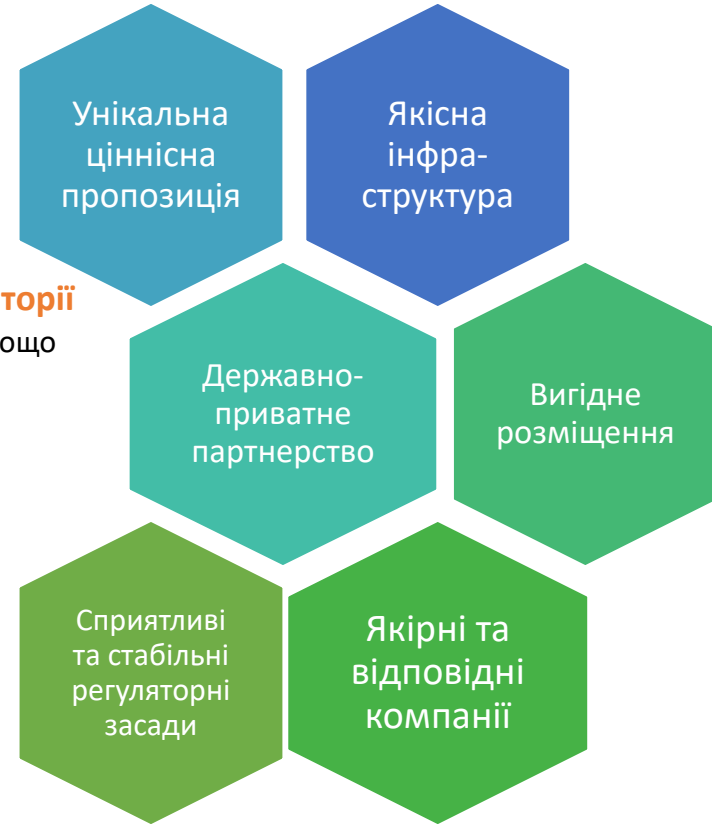 Унікальна
ціннісна
пропозиція
Якісна
інфра-
структура
торії
ощо
Державно-
приватне
партнерство
Вигідне
розміщення
Сприятливі
та стабільні
регуляторні
засади
Якірні та
відповідні
компанії